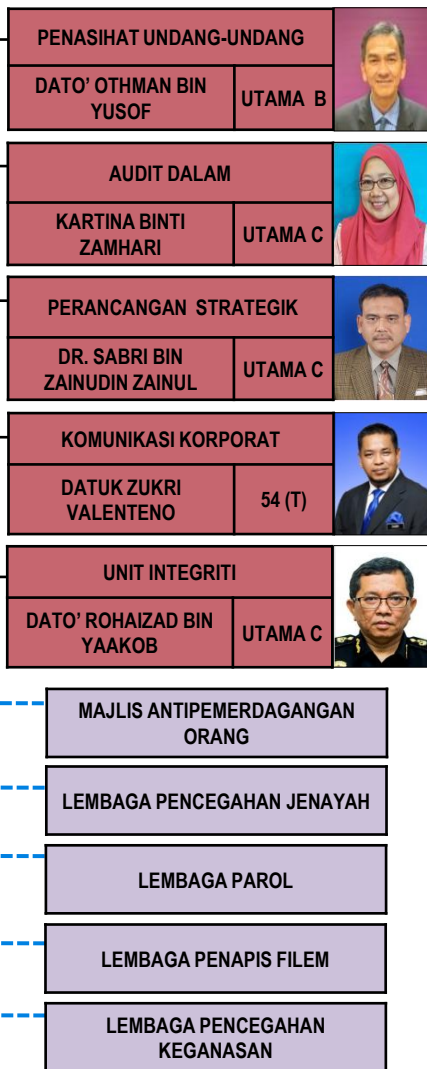 PENASIHAT UNDANG-UNDANG
DATO’ OTHMAN BIN
YUSOF
UTAMA B
AUDIT DALAM
KARTINA BINTI
ZAMHARI
UTAMA C
PERANCANGAN STRATEGIK
DR. SABRI BIN
ZAINUDIN ZAINUL
UTAMA C
KOMUNIKASI KORPORAT
DATUK ZUKRI
VALENTENO
54 (T)
UNIT INTEGRITI
DATO’ ROHAIZAD BIN
YAAKOB
UTAMA C
MAJLIS ANTIPEMERDAGANGAN
ORANG
LEMBAGA PENCEGAHAN JENAYAH
LEMBAGA PAROL
LEMBAGA PENAPIS FILEM
LEMBAGA PENCEGAHAN
KEGANASAN